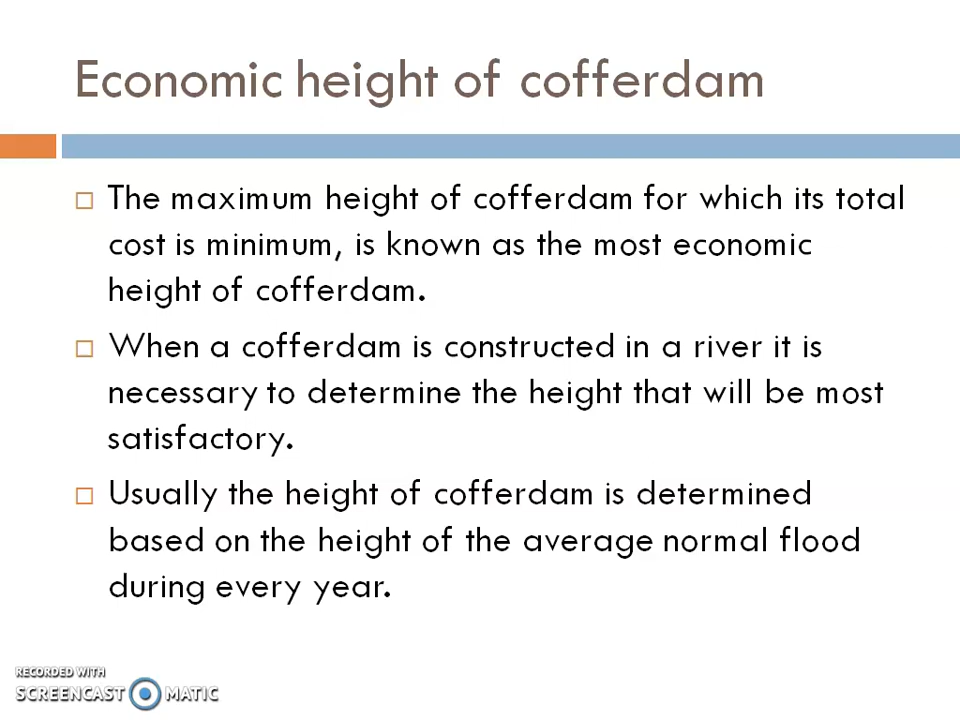 Economic height of cofferdam
The maximum height of cofferdam for which its total
cost is minimum, is known as the most economic
height of cofferdam.
When a cofferdam is constructed in a river it is
necessary to determine the height that will be most
satisfactory.
Usually the height of cofferdam is determined
based on the height of the average normal flood
during every year.
RECORDED WITH
SCREENCAST MATIC